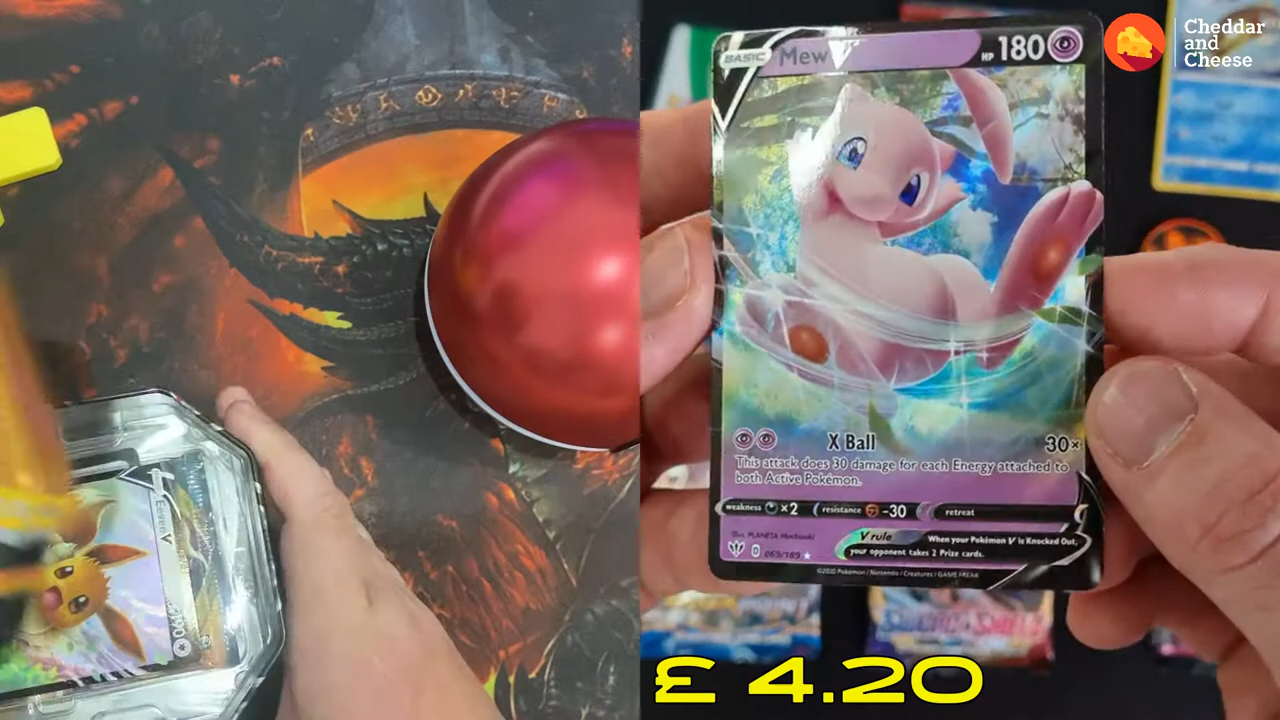 Cheddar
and
Cheese
BASIC Mew HP 180
X Ball 30×
This attack does 30 damage for each Energy attached to
both Active Pokémon.
weakness ×2 resistance -30 retreat
Illus. PLANETA Mochizuki
V rule When your Pokémon V is Knocked Out,
your opponent takes 2 Prize cards.
D 069/189
©2020 Pokémon / Nintendo / Creatures / GAME FREAK
£ 4.20
Eevee V